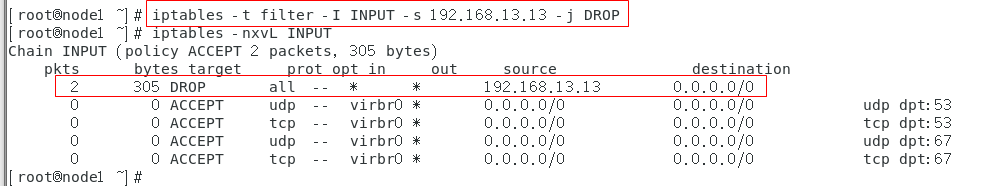 [root@node1 ~]# iptables -t filter -I INPUT -s 192.168.13.13 -j DROP
[root@node1 ~]# iptables -nxvL INPUT
Chain INPUT (policy ACCEPT 2 packets, 305 bytes)
    pkts      bytes target     prot opt in     out     source               destination
       2      305 DROP       all  --  *      *       192.168.13.13        0.0.0.0/0
       0        0 ACCEPT     udp  --  virbr0 *       0.0.0.0/0            0.0.0.0/0            udp dpt:53
       0        0 ACCEPT     tcp  --  virbr0 *       0.0.0.0/0            0.0.0.0/0            tcp dpt:53
       0        0 ACCEPT     udp  --  virbr0 *       0.0.0.0/0            0.0.0.0/0            udp dpt:67
       0        0 ACCEPT     tcp  --  virbr0 *       0.0.0.0/0            0.0.0.0/0            tcp dpt:67
[root@node1 ~]#